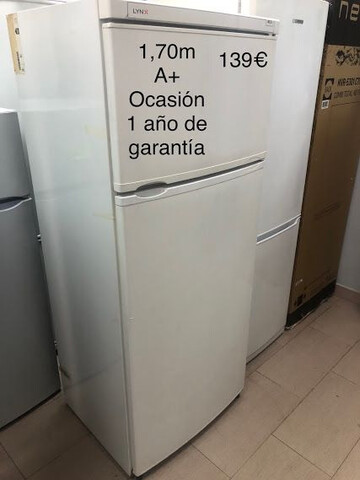 LYNX
1,70m
139€
A+
Ocasión
1 año de
garantía